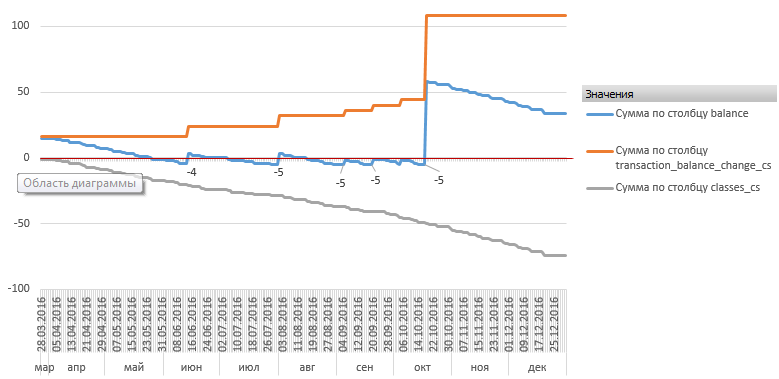 100
50
0
-50
-100
-4
-5
-5
-5
-5
Область диаграммы
28.03.2016
05.04.2016
13.04.2016
21.04.2016
29.04.2016
07.05.2016
15.05.2016
23.05.2016
31.05.2016
08.06.2016
16.06.2016
24.06.2016
02.07.2016
10.07.2016
18.07.2016
26.07.2016
03.08.2016
11.08.2016
19.08.2016
27.08.2016
04.09.2016
12.09.2016
20.09.2016
28.09.2016
06.10.2016
14.10.2016
22.10.2016
30.10.2016
07.11.2016
15.11.2016
23.11.2016
01.12.2016
09.12.2016
17.12.2016
25.12.2016
мар
апр
май
июн
июл
авг
сен
окт
ноя
дек
Значения
Сумма по столбцу balance
Сумма по столбцу
transaction_balance_change_cs
Сумма по столбцу classes_cs